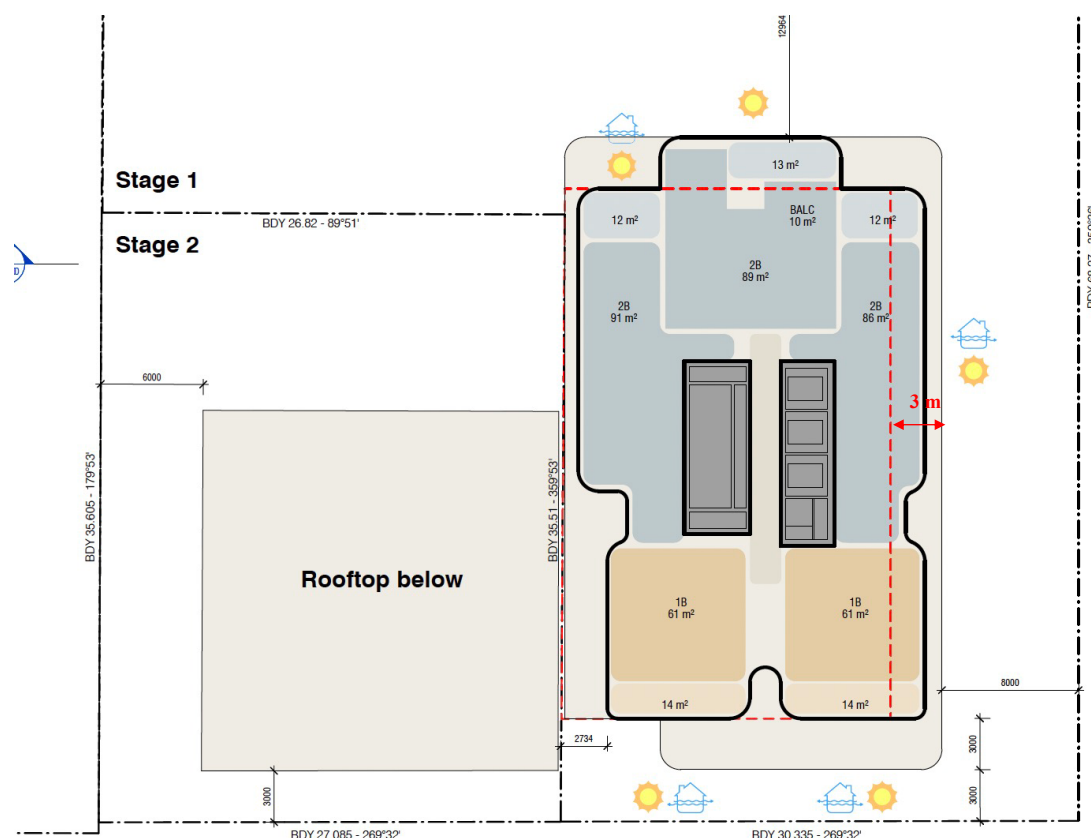 12964
13 m²
Stage 1
12 m²
BALC
10 m²
12 m²
BDY 26.82 - 89°51'
Stage 2
2B
89 m²
2B
91 m²
2B
86 m²
6000
3 m
BDY 35.605 - 179°53'
BDY 35.51 - 359°53'
Rooftop below
1B
61 m²
1B
61 m²
14 m²
14 m²
8000
2734
3000
3000
3000
BDY 27.085 - 269°32'
BDY 30.335 - 269°32'